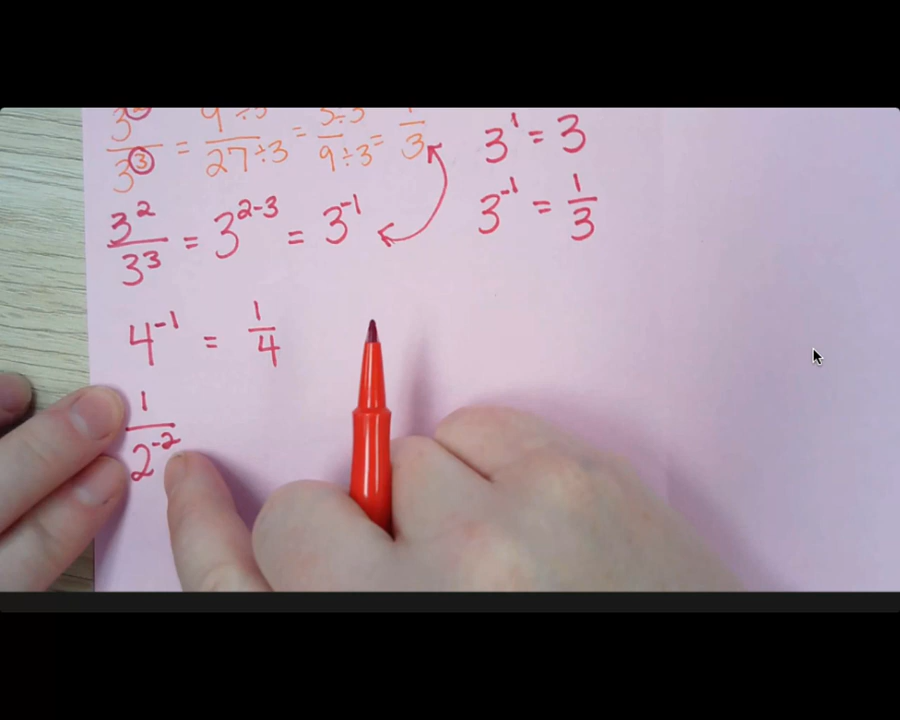 3² / 3³ = 9÷3 / 27÷3 = 3÷3 / 9÷3 = 1/3
3¹ = 3
3² / 3³ = 3²⁻³ = 3⁻¹
3⁻¹ = 1/3
4⁻¹ = 1/4
1 / 2⁻²